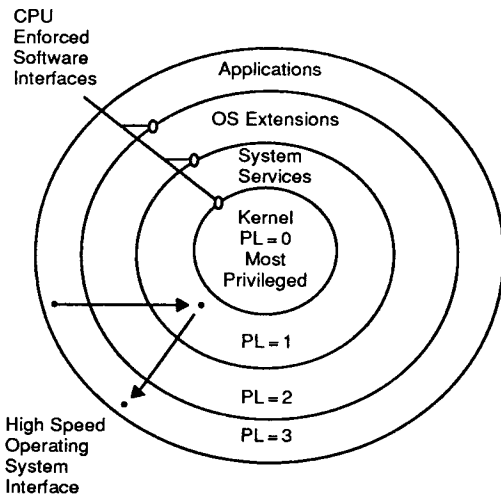 CPU
Enforced
Software
Interfaces
Applications
OS Extensions
System
Services
Kernel
PL = 0
Most
Privileged
PL = 1
PL = 2
PL = 3
High Speed
Operating
System
Interface